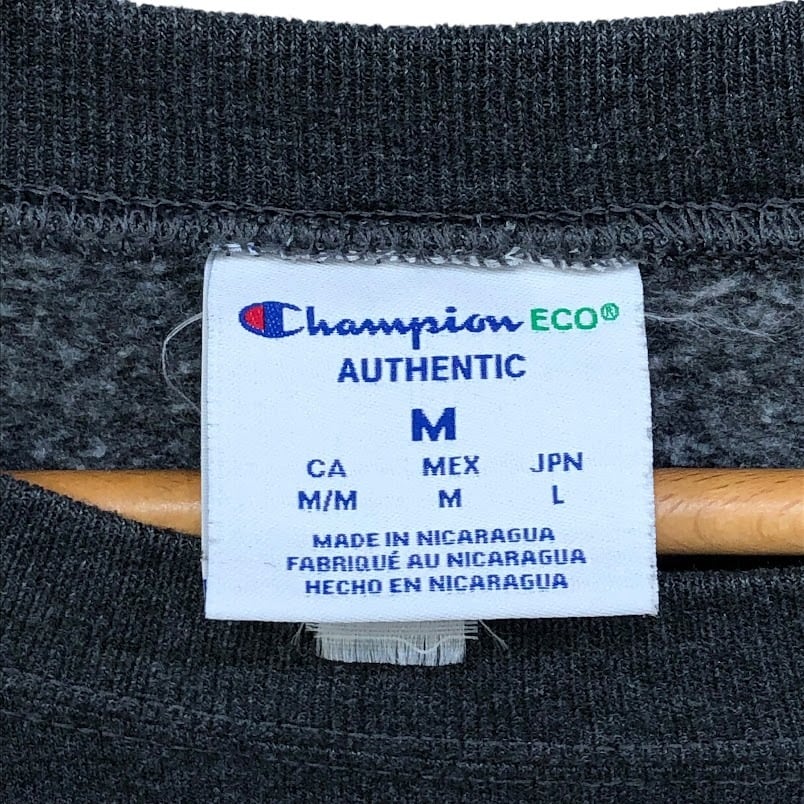 Champion ECO®
AUTHENTIC
M
CA MEX JPN
M/M M L
MADE IN NICARAGUA
FABRIQUÉ AU NICARAGUA
HECHO EN NICARAGUA